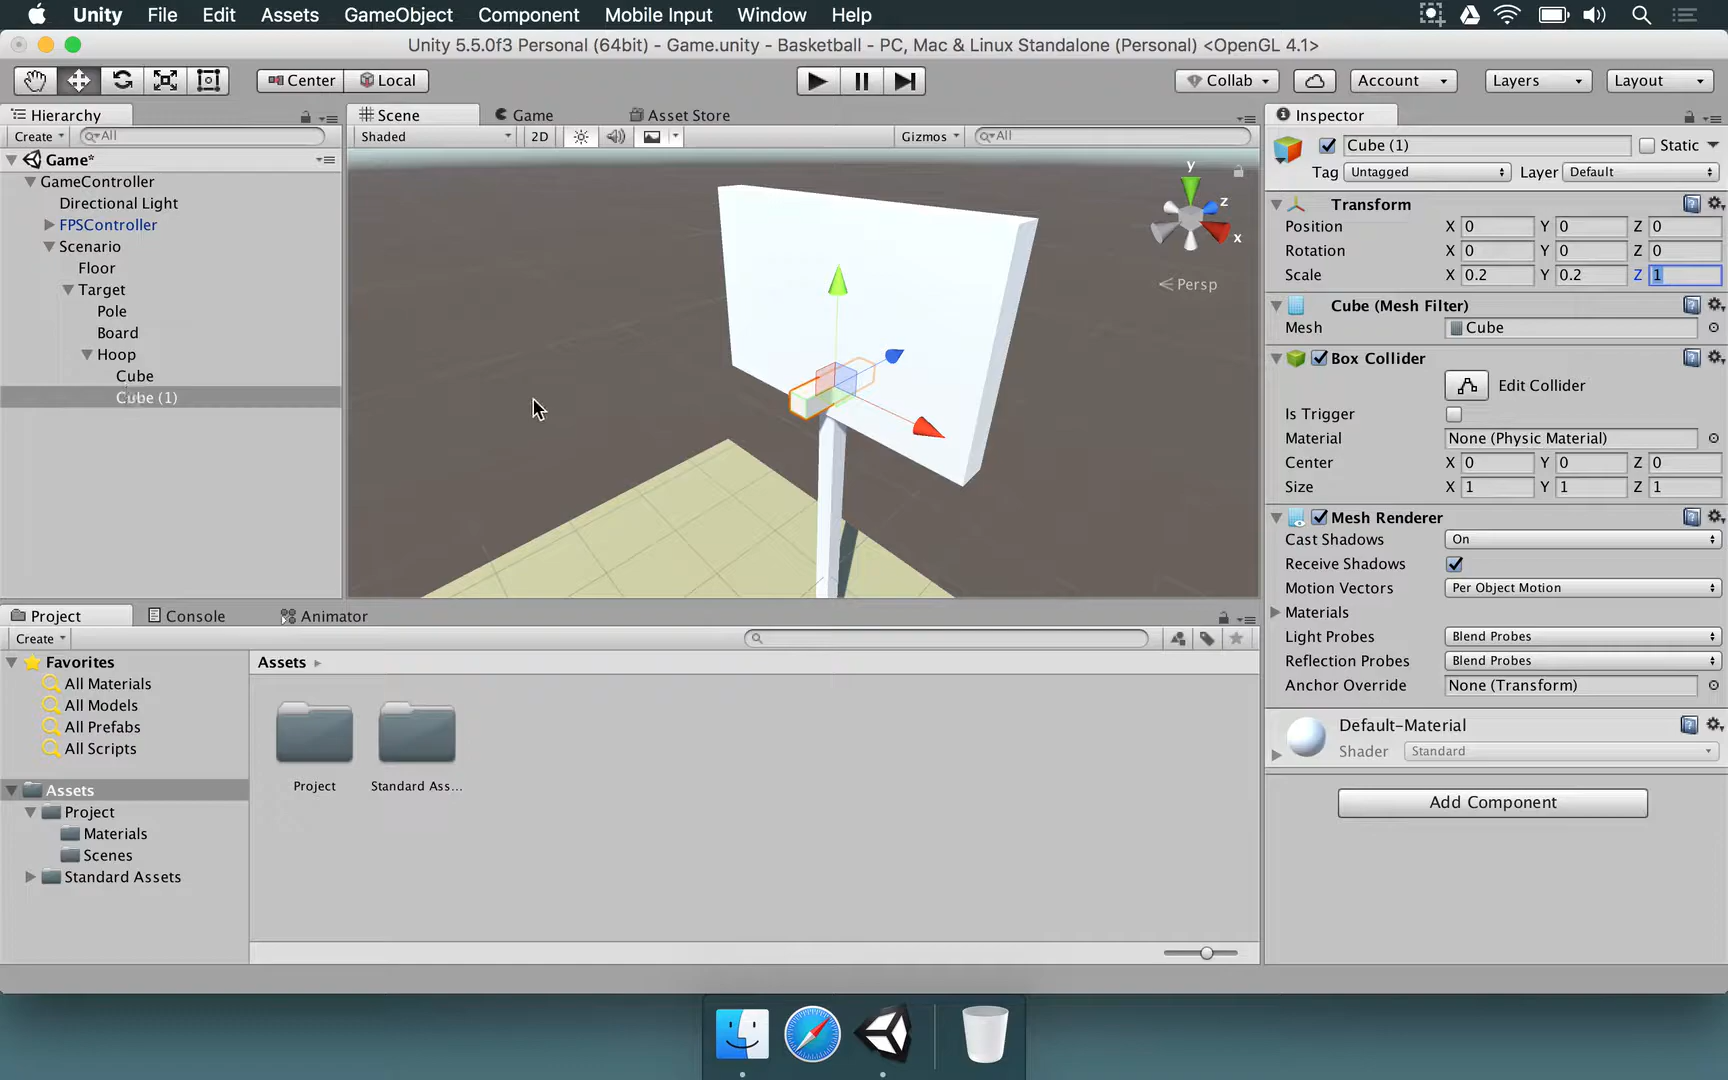 Unity File Edit Assets GameObject Component Mobile Input Window Help
Unity 5.5.0f3 Personal (64bit) - Game.unity - Basketball - PC, Mac & Linux Standalone (Personal) <OpenGL 4.1>
Center Local Collab Account Layers Layout
Hierarchy
Create All
Game*
GameController
Directional Light
FPSController
Scenario
Floor
Target
Pole
Board
Hoop
Cube
Cube (1)
Scene Game Asset Store
Shaded 2D Gizmos All
y
z
x
Persp
Inspector
Cube (1) Static
Tag Untagged Layer Default
Transform
Position X 0 Y 0 Z 0
Rotation X 0 Y 0 Z 0
Scale X 0.2 Y 0.2 Z 1
Cube (Mesh Filter)
Mesh Cube
Box Collider
Edit Collider
Is Trigger
Material None (Physic Material)
Center X 0 Y 0 Z 0
Size X 1 Y 1 Z 1
Mesh Renderer
Cast Shadows On
Receive Shadows
Motion Vectors Per Object Motion
Materials
Light Probes Blend Probes
Reflection Probes Blend Probes
Anchor Override None (Transform)
Default-Material
Shader Standard
Add Component
Project Console Animator
Create
Favorites
All Materials
All Models
All Prefabs
All Scripts
Assets
Project
Materials
Scenes
Standard Assets
Assets
Project Standard Ass...